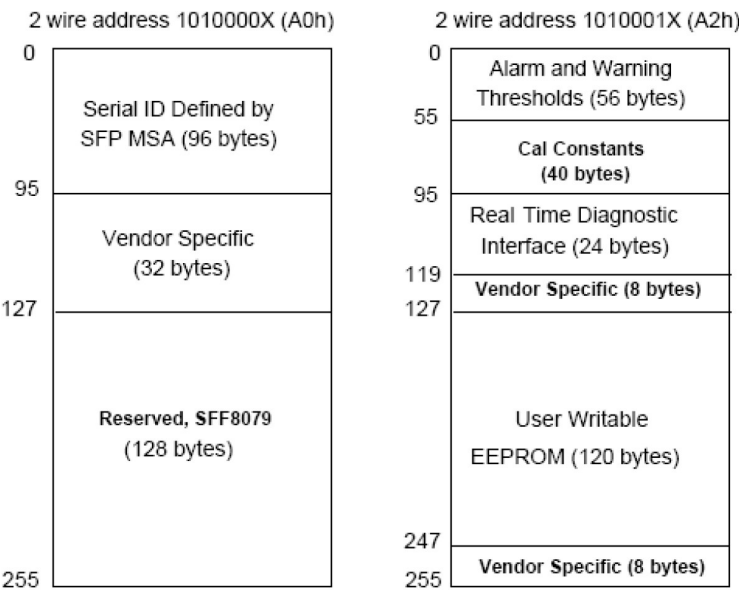 2 wire address 1010000X (A0h)
0
Serial ID Defined by
SFP MSA (96 bytes)
95
Vendor Specific
(32 bytes)
127
Reserved, SFF8079
(128 bytes)
255
2 wire address 1010001X (A2h)
0
Alarm and Warning
Thresholds (56 bytes)
55
Cal Constants
(40 bytes)
95
Real Time Diagnostic
Interface (24 bytes)
119
Vendor Specific (8 bytes)
127
User Writable
EEPROM (120 bytes)
247
Vendor Specific (8 bytes)
255